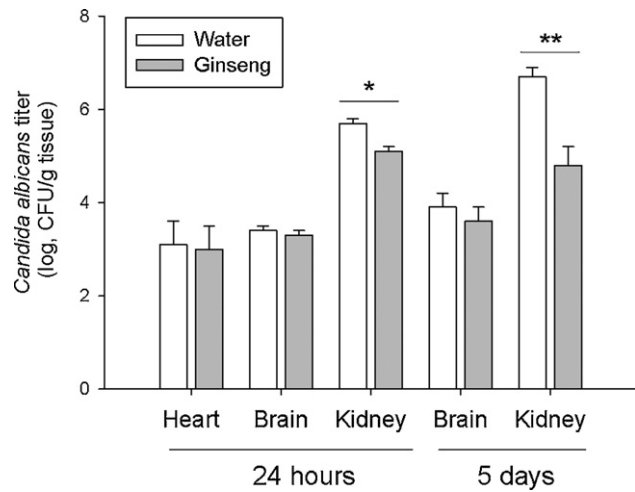 8
Water
Ginseng
**
6
*
4
2
0
Candida albicans titer
(log, CFU/g tissue)
Heart Brain Kidney Brain Kidney
24 hours 5 days